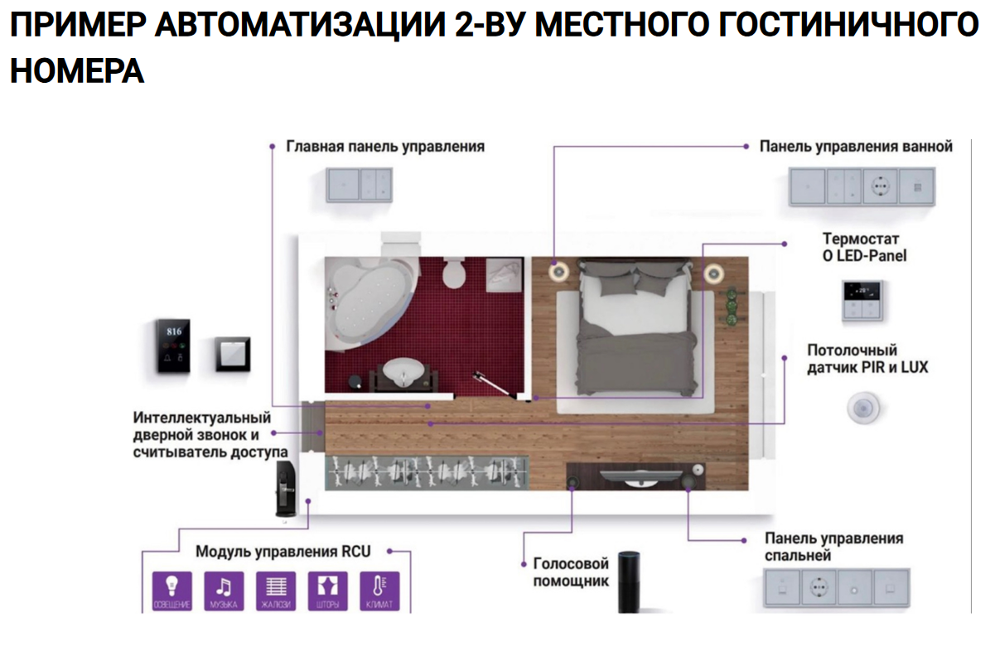 ПРИМЕР АВТОМАТИЗАЦИИ 2-ВУ МЕСТНОГО ГОСТИНИЧНОГО
НОМЕРА
Главная панель управления
Панель управления ванной
Термостат
О LED-Panel
816
Потолочный
датчик PIR и LUX
Интеллектуальный
дверной звонок и
считыватель доступа
Модуль управления RCU
ОСВЕЩЕНИЕ
МУЗЫКА
ЖАЛЮЗИ
ШТОРЫ
КЛИМАТ
Голосовой
помощник
Панель управления
спальней